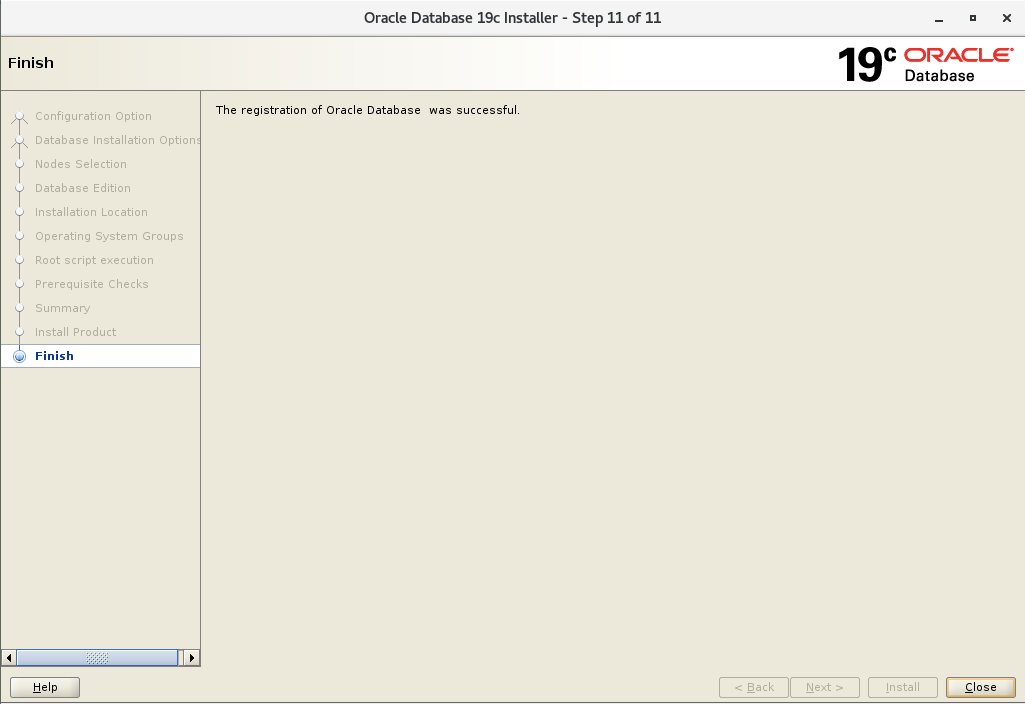 Oracle Database 19c Installer - Step 11 of 11
Finish
19c ORACLE
Database
Configuration Option
Database Installation Options
Nodes Selection
Database Edition
Installation Location
Operating System Groups
Root script execution
Prerequisite Checks
Summary
Install Product
Finish
The registration of Oracle Database  was successful.
Help
< Back
Next >
Install
Close